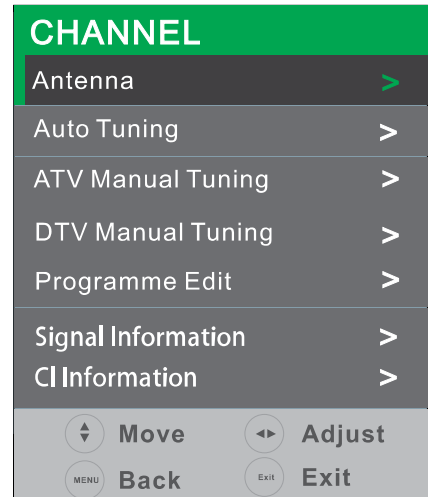 CHANNEL
Antenna >
Auto Tuning >
ATV Manual Tuning >
DTV Manual Tuning >
Programme Edit >
Signal Information >
CI Information >
Move Adjust
MENU Back Exit Exit